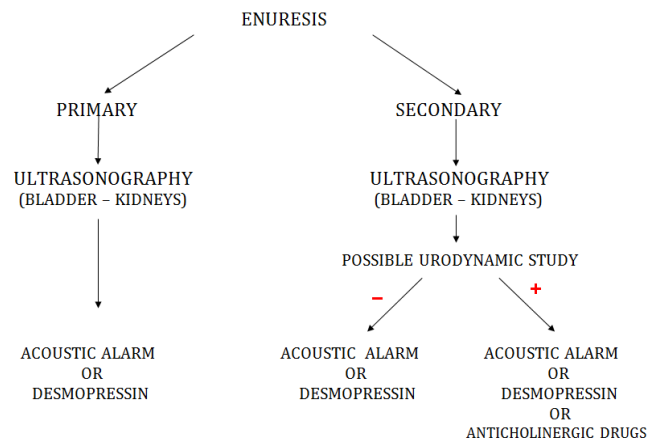 ENURESIS
PRIMARY
SECONDARY
ULTRASONOGRAPHY
(BLADDER – KIDNEYS)
ULTRASONOGRAPHY
(BLADDER – KIDNEYS)
POSSIBLE URODYNAMIC STUDY
–
+
ACOUSTIC ALARM
OR
DESMOPRESSIN
ACOUSTIC ALARM
OR
DESMOPRESSIN
ACOUSTIC ALARM
OR
DESMOPRESSIN
OR
ANTICHOLINERGIC DRUGS